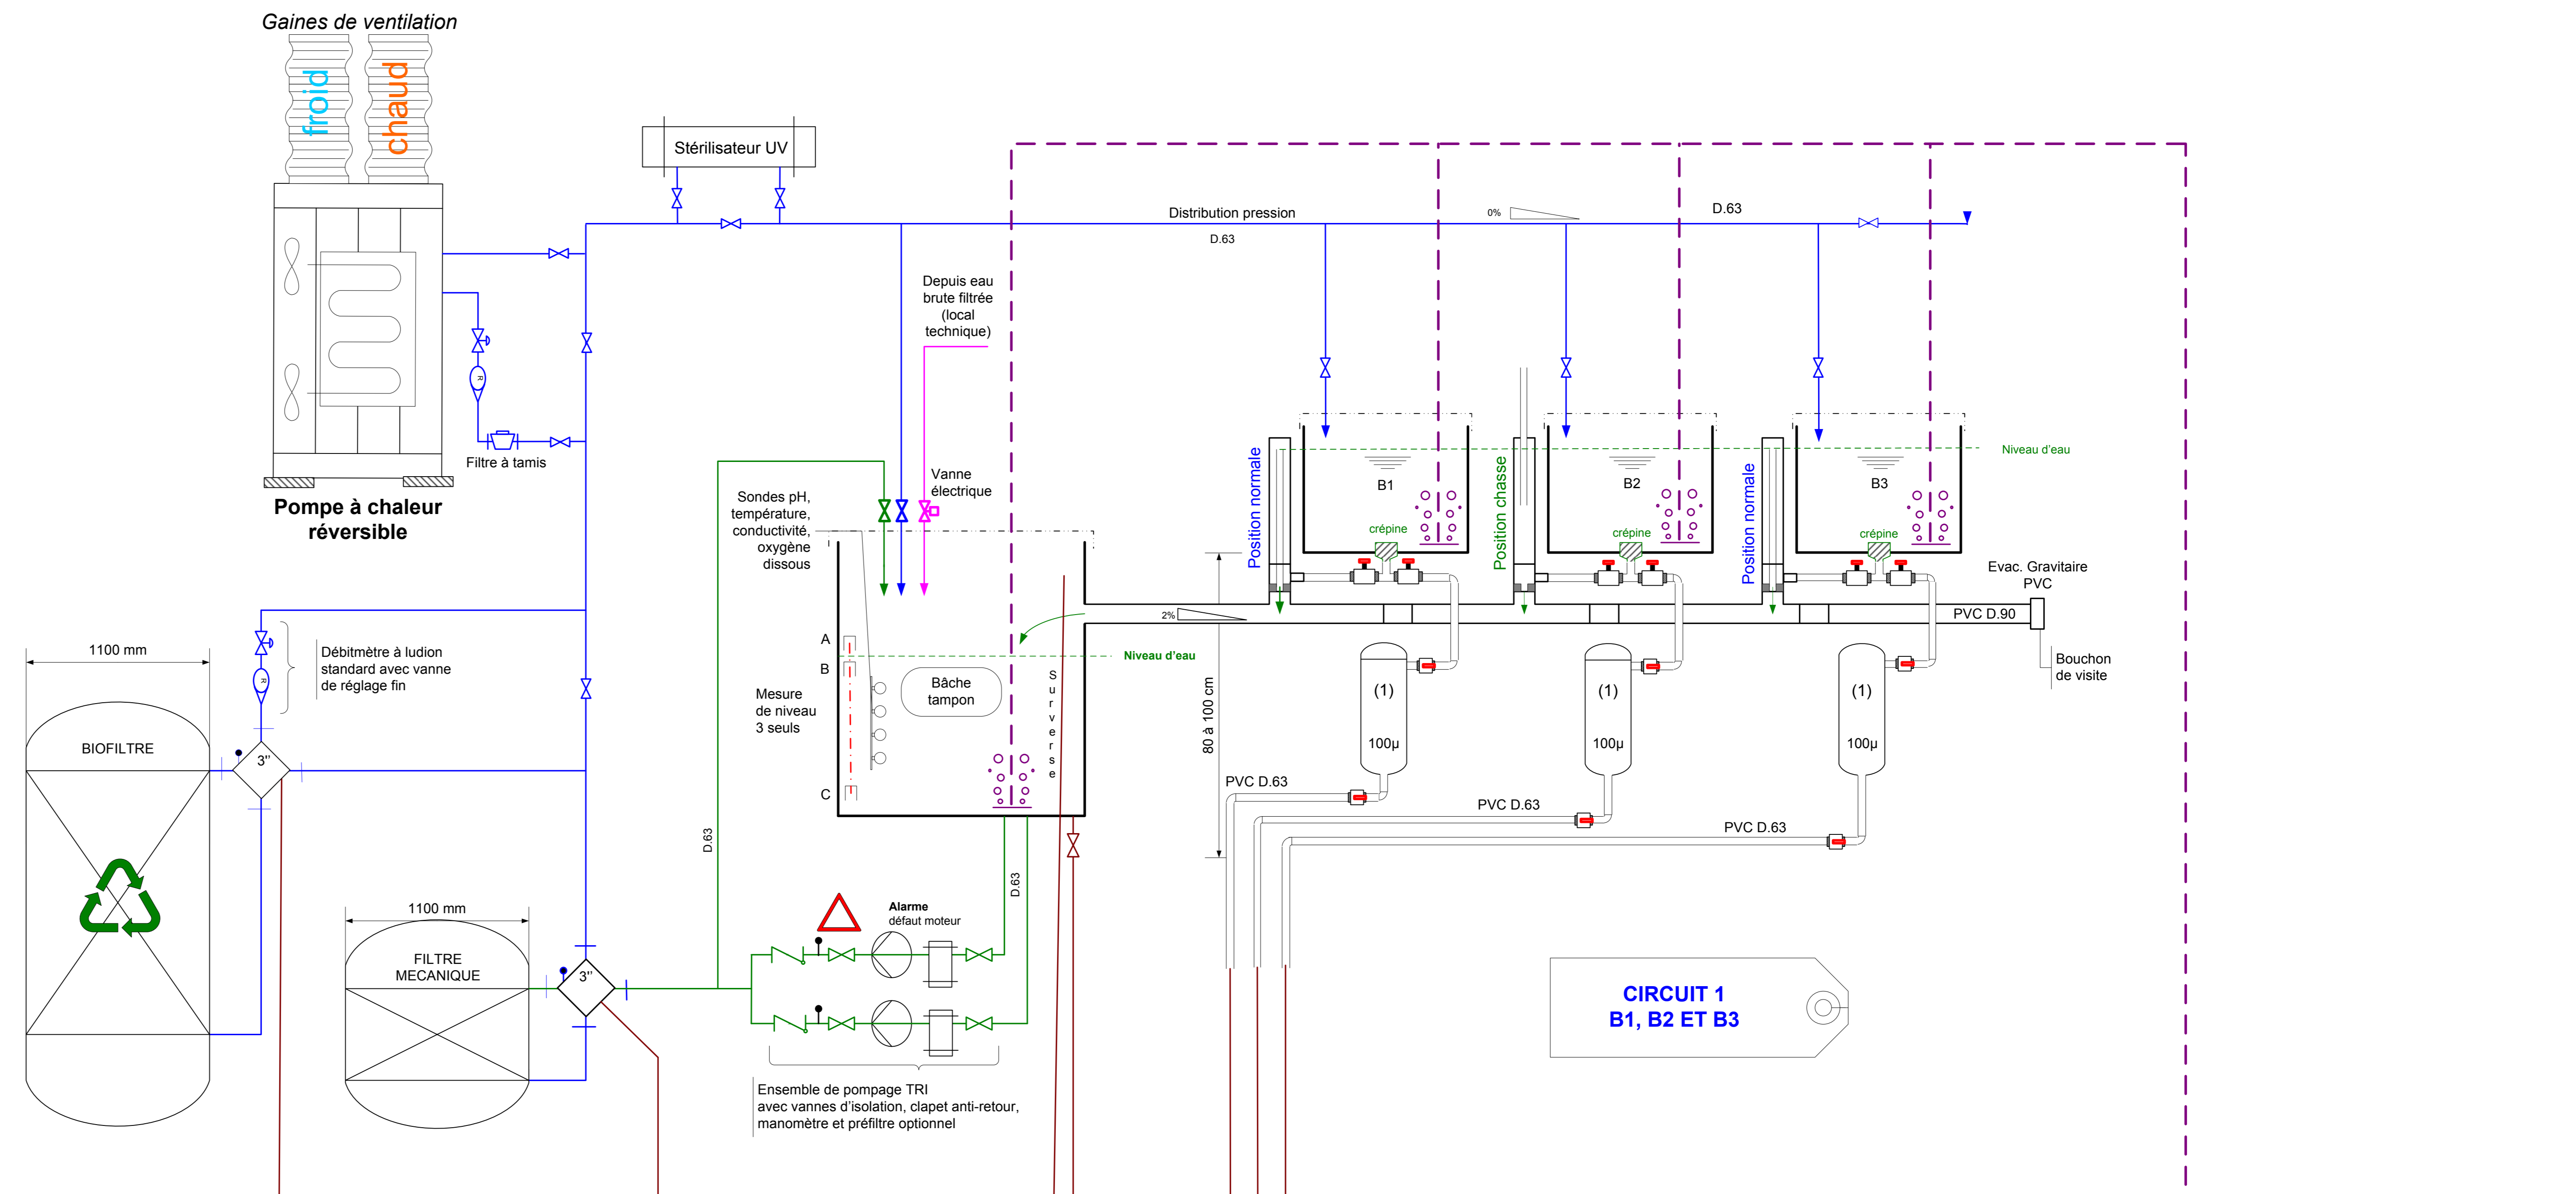 Gaines de ventilation
froid
chaud
Stérilisateur UV
Distribution pression
D.63
0%
D.63
Depuis eau
brute filtrée
(local
technique)
R
Filtre à tamis
Pompe à chaleur
réversible
Vanne
électrique
Sondes pH,
température,
conductivité,
oxygène
dissous
Position normale
B1
crépine
Position chasse
B2
crépine
Position normale
B3
crépine
Niveau d'eau
Evac. Gravitaire
PVC
PVC D.90
2%
Bouchon
de visite
1100 mm
Débitmètre à ludion
standard avec vanne
de réglage fin
R
BIOFILTRE
3"
A
B
C
Niveau d'eau
Mesure
de niveau
3 seuls
Bâche
tampon
Surverse
80 à 100 cm
(1)
100µ
(1)
100µ
(1)
100µ
PVC D.63
PVC D.63
PVC D.63
D.63
D.63
Alarme
défaut moteur
1100 mm
FILTRE
MECANIQUE
3"
Ensemble de pompage TRI
avec vannes d'isolation, clapet anti-retour,
manomètre et préfiltre optionnel
CIRCUIT 1
B1, B2 ET B3